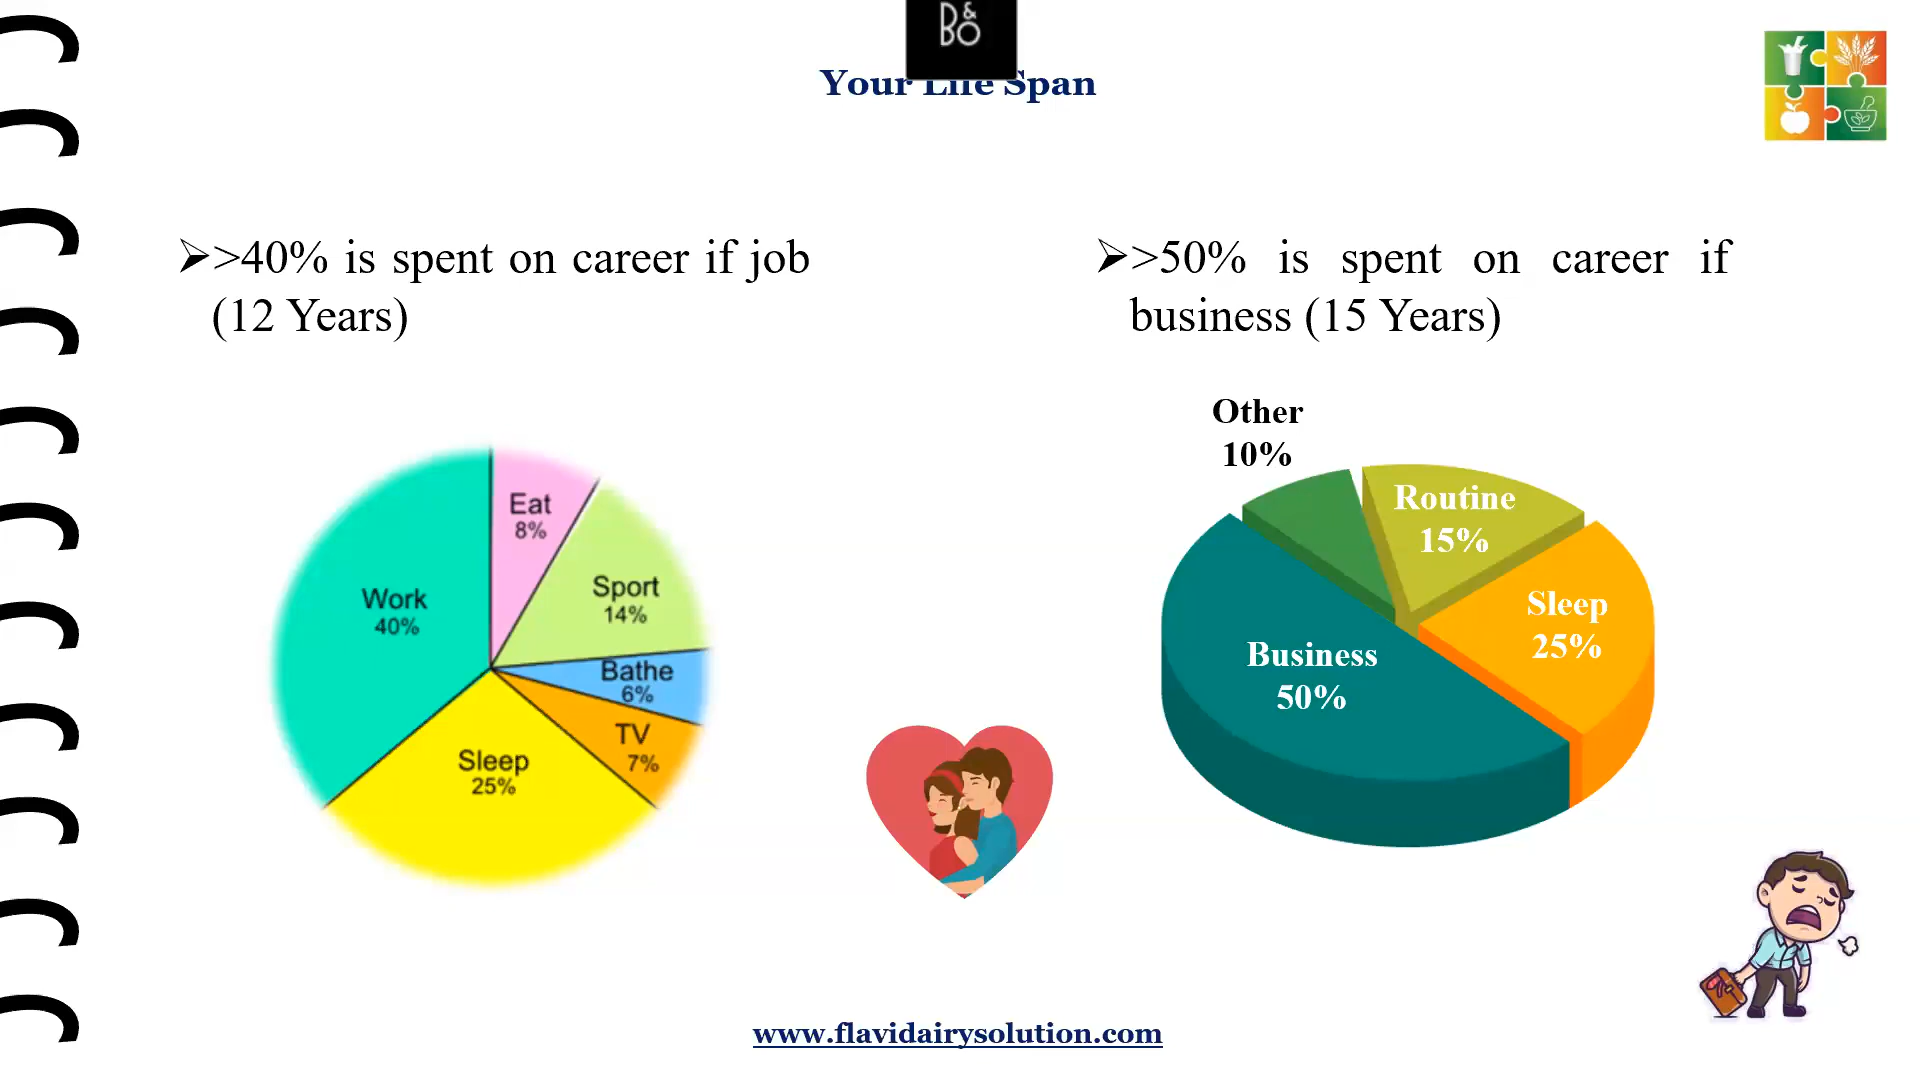 B&O
Your Life Span
>40% is spent on career if job
(12 Years)
>50% is spent on career if
business (15 Years)
Eat
8%
Sport
14%
Work
40%
Bathe
6%
TV
7%
Sleep
25%
Other
10%
Routine
15%
Sleep
25%
Business
50%
www.flavidairysolution.com